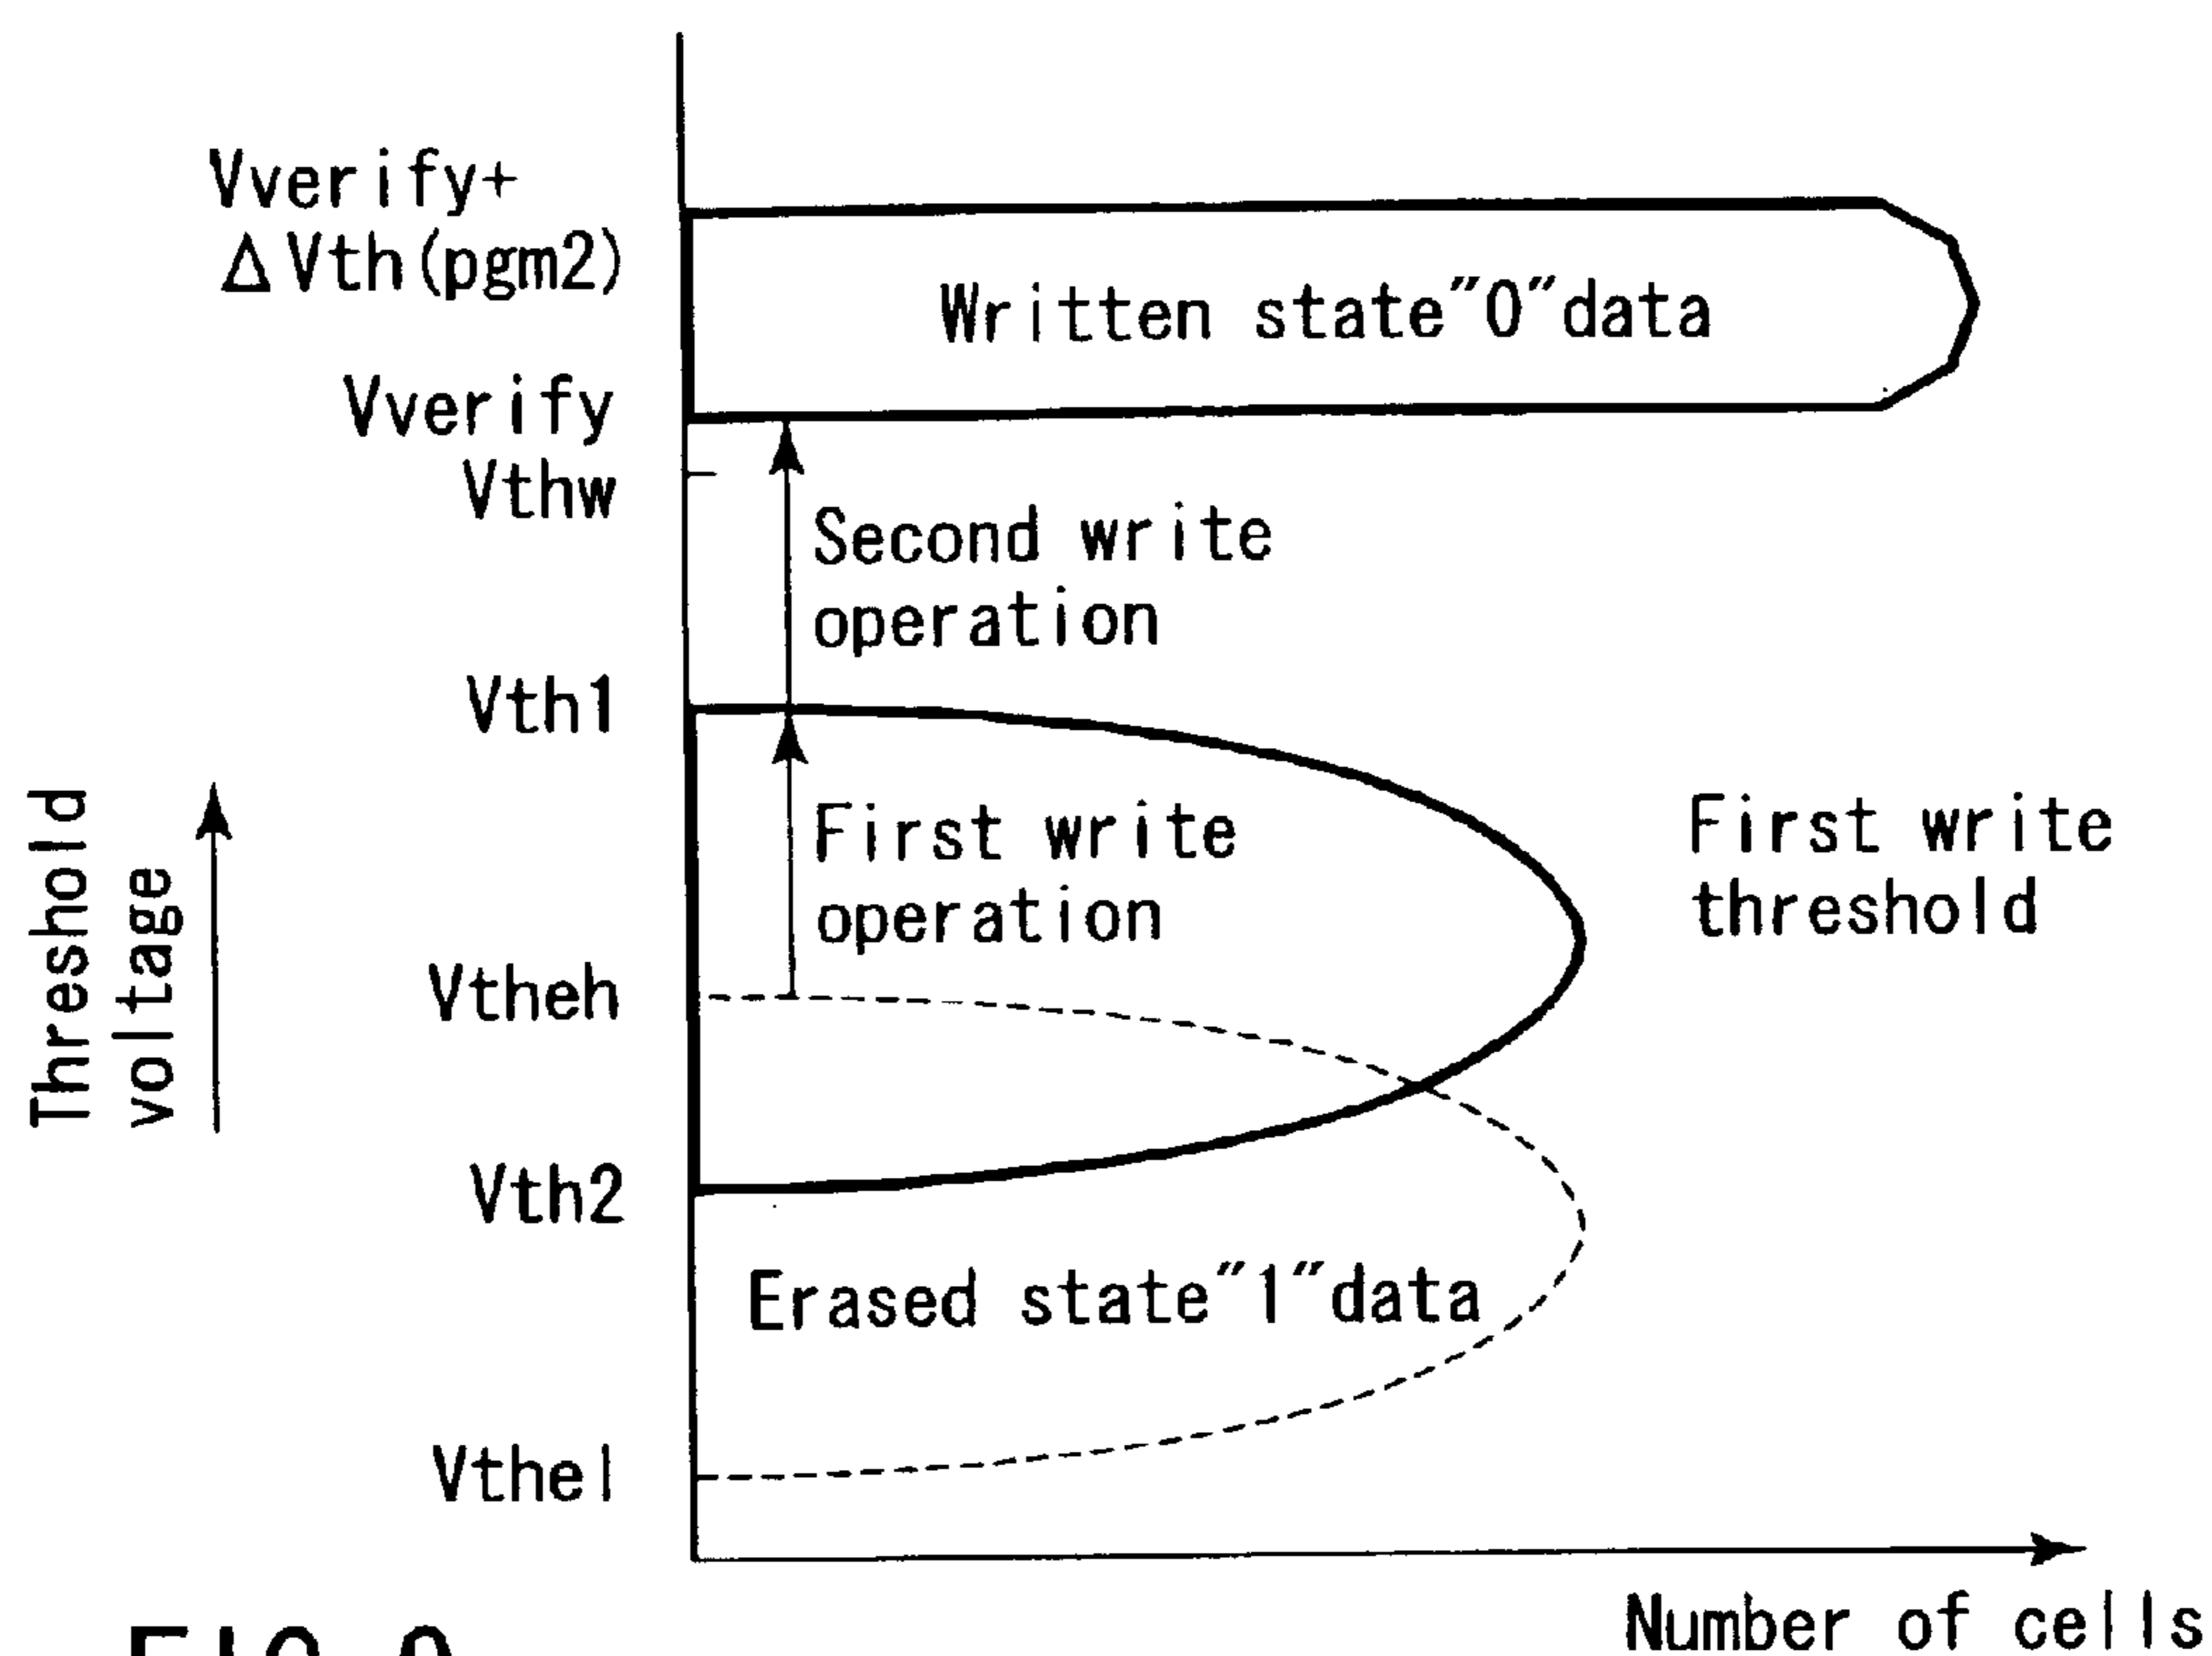 Vverify+
ΔVth(pgm2)
Written state"0"data
Vverify
Vthw
Second write
operation
Vth1
First write
operation
First write
threshold
Threshold
voltage
Vtheh
Vth2
Erased state"1"data
Vthel
Number of cells